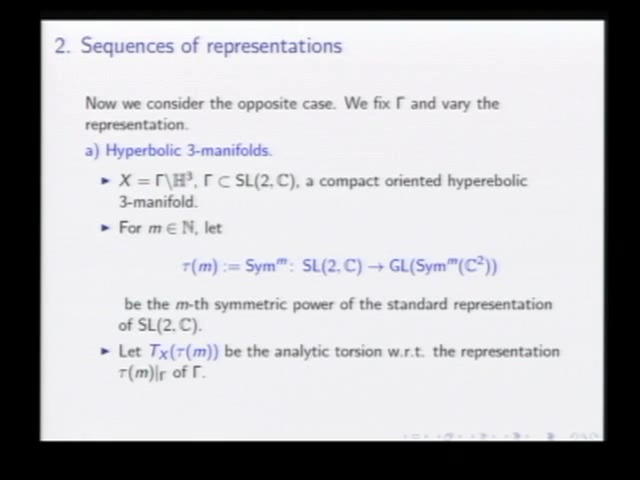 2. Sequences of representations
Now we consider the opposite case. We fix Γ and vary the
representation.
a) Hyperbolic 3-manifolds.
► X = Γ\ℍ³, Γ ⊂ SL(2, ℂ), a compact oriented hyperebolic
3-manifold.
► For m ∈ ℕ, let
τ(m) := Symᵐ: SL(2, ℂ) → GL(Symᵐ(ℂ²))
be the m-th symmetric power of the standard representation
of SL(2, ℂ).
► Let T_X(τ(m)) be the analytic torsion w.r.t. the representation
τ(m)|_Γ of Γ.